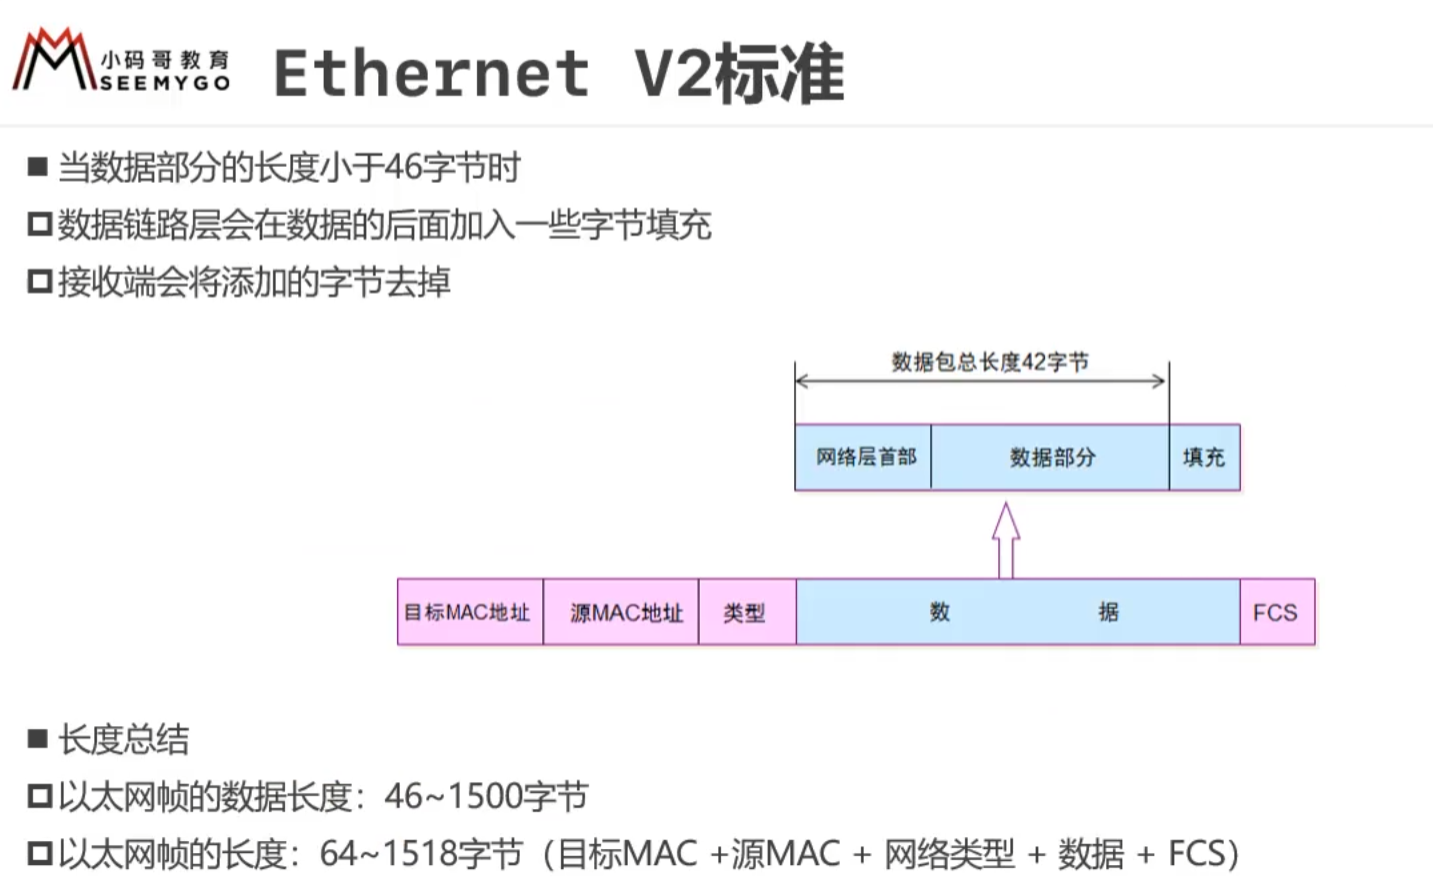 小码哥教育
SEEMYGO
Ethernet V2标准
■ 当数据部分的长度小于46字节时
数据链路层会在数据的后面加入一些字节填充
接收端会将添加的字节去掉
数据包总长度42字节
网络层首部 数据部分 填充
目标MAC地址 源MAC地址 类型 数 据 FCS
■ 长度总结
以太网帧的数据长度：46~1500字节
以太网帧的长度：64~1518字节（目标MAC +源MAC + 网络类型 + 数据 + FCS）